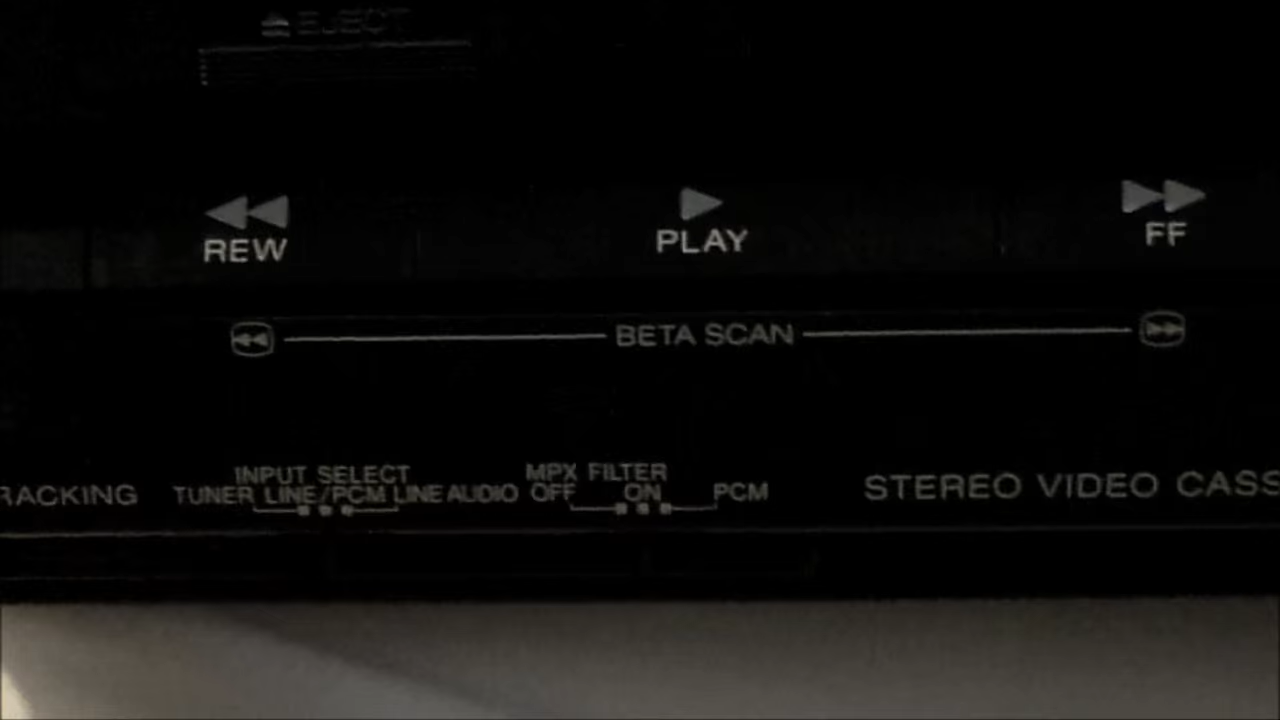 EJECT
REW
PLAY
FF
BETA SCAN
INPUT SELECT
MPX FILTER
RACKING
TUNER LINE/PCM LINE AUDIO
OFF ON PCM
STEREO VIDEO CASS